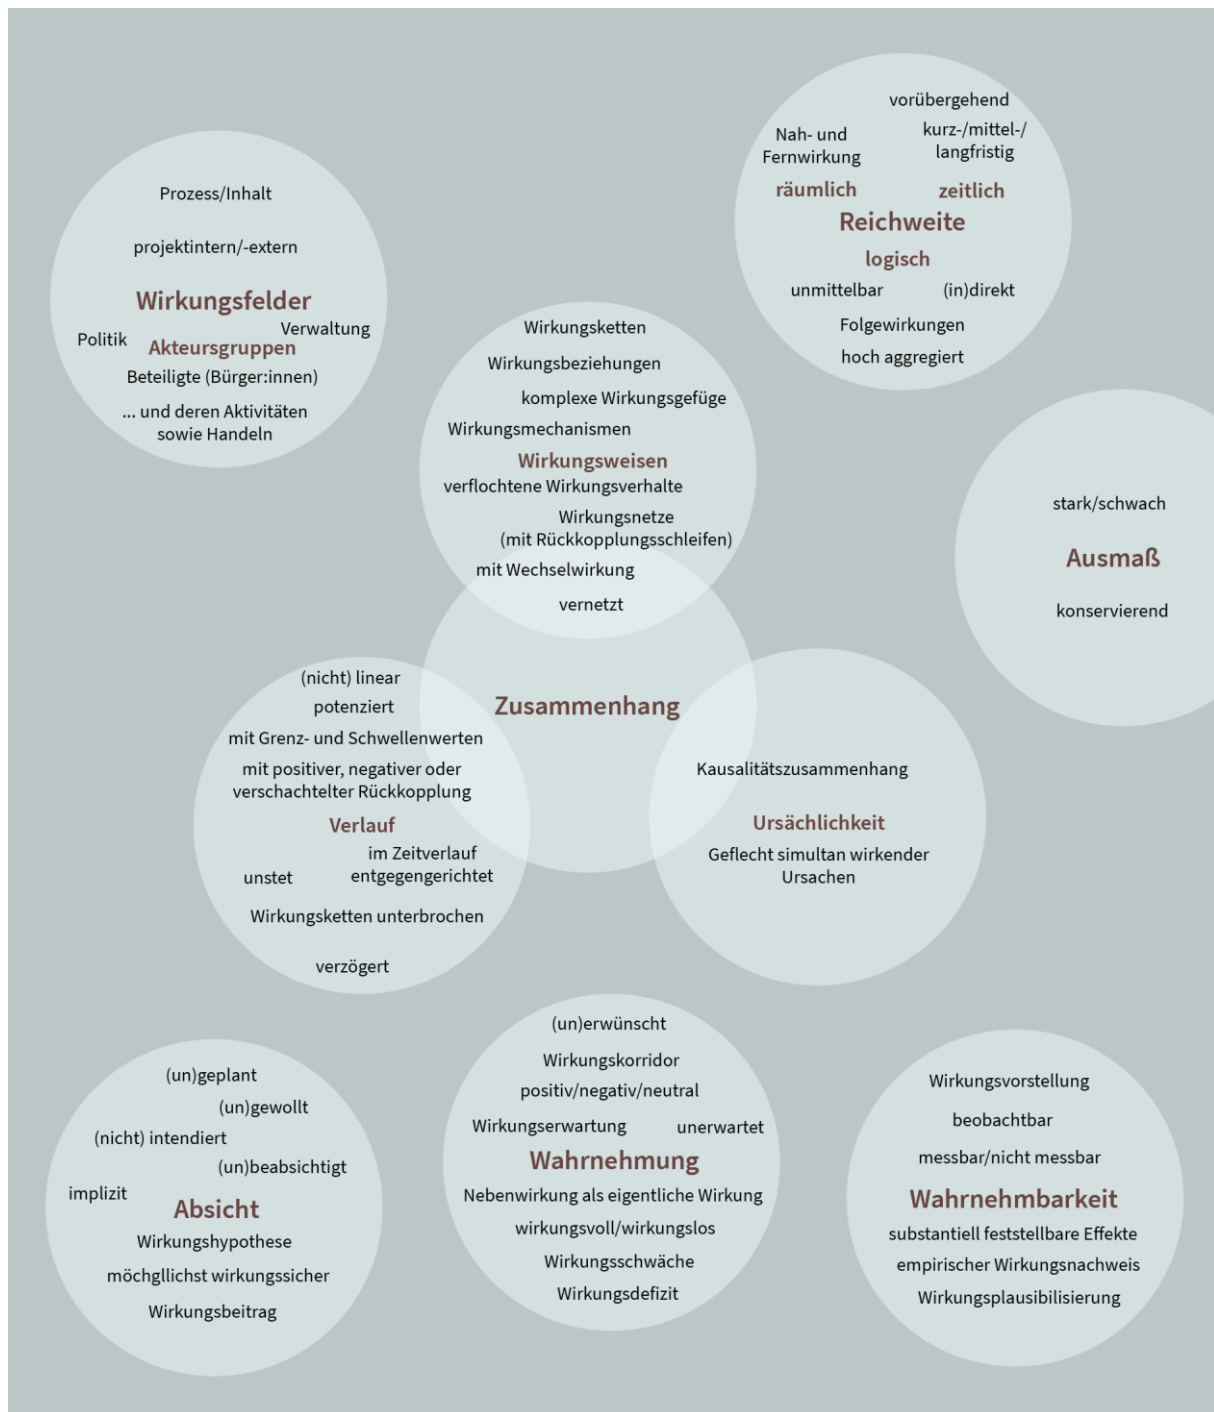 Prozess/Inhalt
projektintern/-extern
Wirkungsfelder
Politik
Verwaltung
Akteursgruppen
Beteiligte (Bürger:innen)
... und deren Aktivitäten
sowie Handeln
vorübergehend
Nah- und
Fernwirkung
kurz-/mittel-/
langfristig
räumlich
zeitlich
Reichweite
logisch
unmittelbar
(in)direkt
Folgewirkungen
hoch aggregiert
Wirkungsketten
Wirkungsbeziehungen
komplexe Wirkungsgefüge
Wirkungsmechanismen
Wirkungsweisen
verflochtene Wirkungsverhalte
Wirkungsnetze
(mit Rückkopplungsschleifen)
mit Wechselwirkung
vernetzt
stark/schwach
Ausmaß
konservierend
Zusammenhang
(nicht) linear
potenziert
mit Grenz- und Schwellenwerten
mit positiver, negativer oder
verschachtelter Rückkopplung
Verlauf
im Zeitverlauf
entgegengerichtet
unstet
Wirkungsketten unterbrochen
verzögert
Kausalitätszusammenhang
Ursächlichkeit
Geflecht simultan wirkender
Ursachen
(un)geplant
(un)gewollt
(nicht) intendiert
(un)beabsichtigt
implizit
Absicht
Wirkungshypothese
möchgllichst wirkungssicher
Wirkungsbeitrag
(un)erwünscht
Wirkungskorridor
positiv/negativ/neutral
Wirkungserwartung
unerwartet
Wahrnehmung
Nebenwirkung als eigentliche Wirkung
wirkungsvoll/wirkungslos
Wirkungsschwäche
Wirkungsdefizit
Wirkungsvorstellung
beobachtbar
messbar/nicht messbar
Wahrnehmbarkeit
substantiell feststellbare Effekte
empirischer Wirkungsnachweis
Wirkungsplausibilisierung